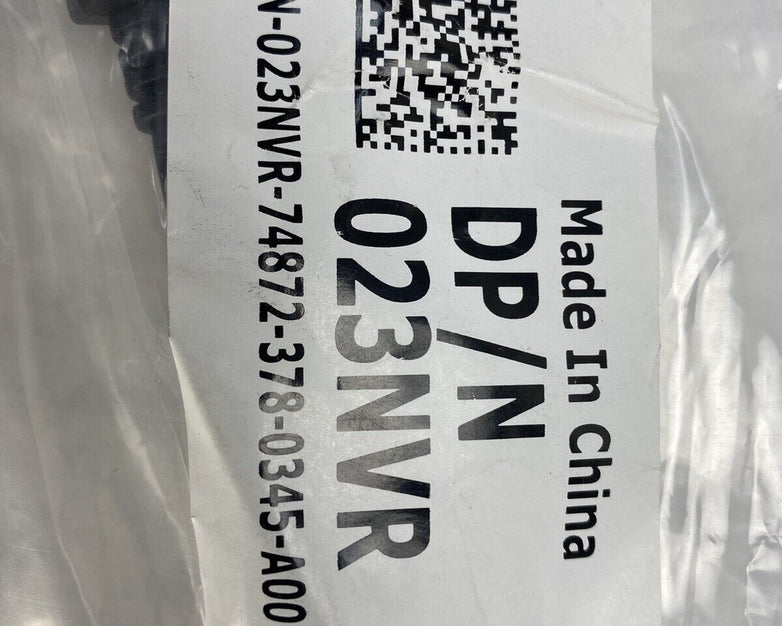 Made In China
DP/N
023NVR
N-023NVR-74872-378-0345-A00